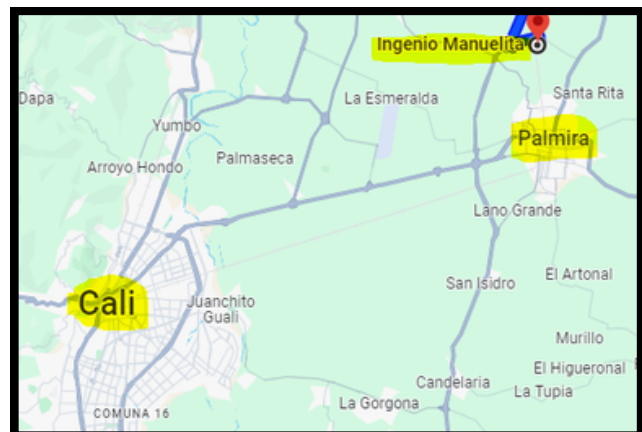 Ingenio Manuelita
Dapa
La Esmeralda
Santa Rita
Yumbo
Palmira
Arroyo Hondo
Palmaseca
Lano Grande
San Isidro
El Artonal
Cali
Juanchito
Guali
Murillo
El Higueronal
Candelaria
La Tupia
La Gorgona
COMUNA 16